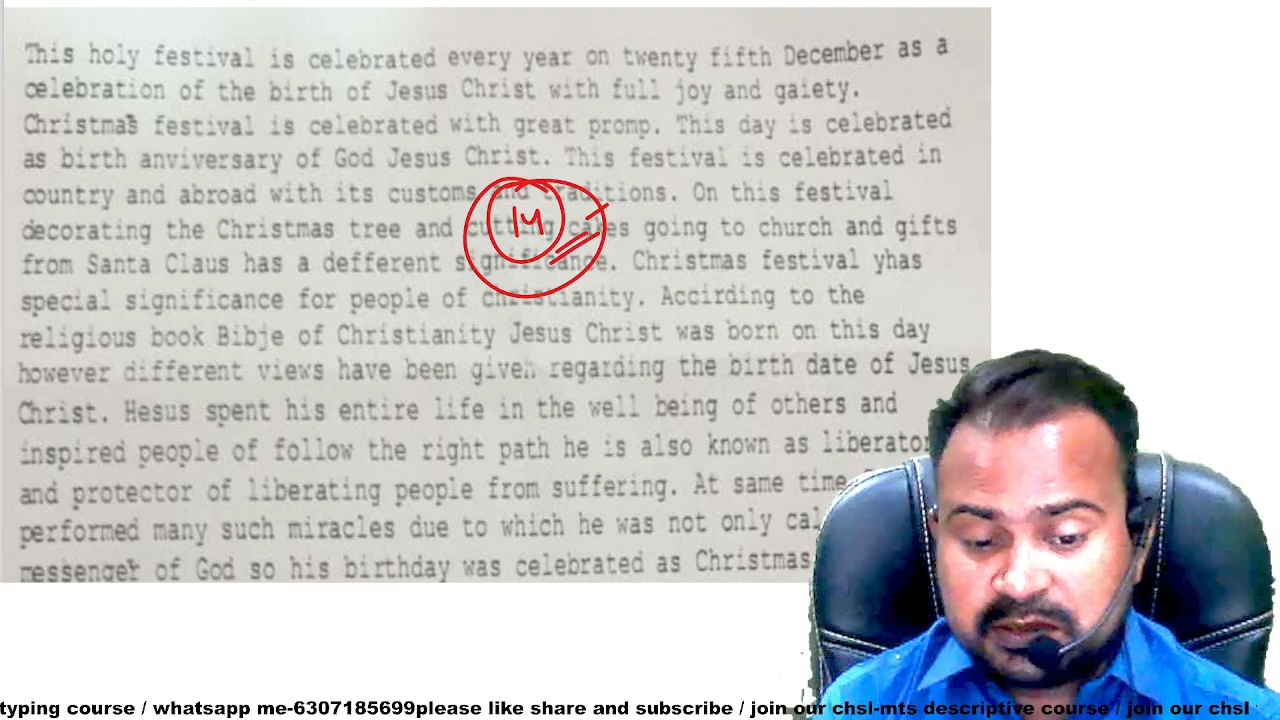 This holy festival is celebrated every year on twenty fifth December as a
celebration of the birth of Jesus Christ with full joy and gaiety.
Christmas festival is celebrated with great promp. This day is celebrated
as birth anviversary of God Jesus Christ. This festival is celebrated in
country and abroad with its customs and traditions. On this festival
14
decorating the Christmas tree and cutting cakes going to church and gifts
from Santa Claus has a defferent significance. Christmas festival yhas
special significance for people of christianity. Accirding to the
religious book Bibje of Christianity Jesus Christ was born on this day
however different views have been given regarding the birth date of Jesus
Christ. Hesus spent his entire life in the well being of others and
inspired people of follow the right path he is also known as liberator
and protector of liberating people from suffering. At same time
performed many such miracles due to which he was not only
messenger of God so his birthday was celebrated as Christmas
typing course / whatsapp me-6307185699please like share and subscribe / join our chsl-mts descriptive course / join our chsl